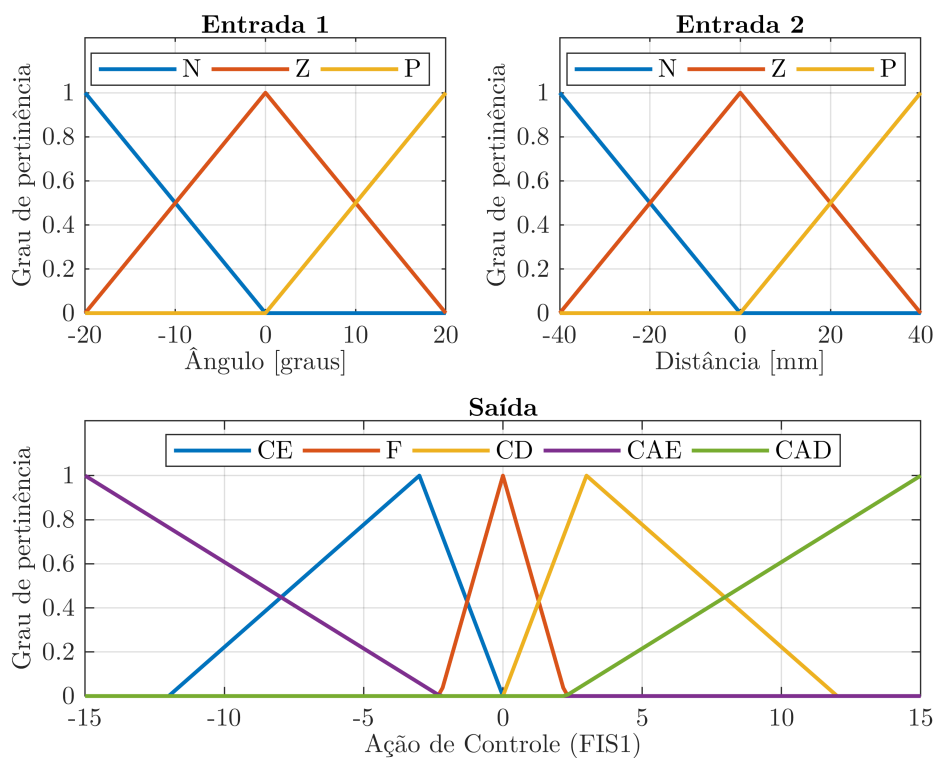 Entrada 1
N Z P
Grau de pertinência
1
0.8
0.6
0.4
0.2
0
-20 -10 0 10 20
Ângulo [graus]
Entrada 2
N Z P
Grau de pertinência
1
0.8
0.6
0.4
0.2
0
-40 -20 0 20 40
Distância [mm]
Saída
CE F CD CAE CAD
Grau de pertinência
1
0.8
0.6
0.4
0.2
0
-15 -10 -5 0 5 10 15
Ação de Controle (FIS1)